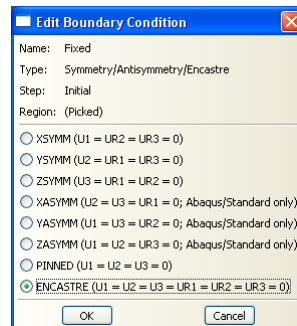 Edit Boundary Condition
Name: Fixed
Type: Symmetry/Antisymmetry/Encastre
Step: Initial
Region: (Picked)
XSYMM (U1 = UR2 = UR3 = 0)
YSYMM (U2 = UR1 = UR3 = 0)
ZSYMM (U3 = UR1 = UR2 = 0)
XASYMM (U2 = U3 = UR1 = 0; Abaqus/Standard only)
YASYMM (U1 = U3 = UR2 = 0; Abaqus/Standard only)
ZASYMM (U1 = U2 = UR3 = 0; Abaqus/Standard only)
PINNED (U1 = U2 = U3 = 0)
ENCASTRE (U1 = U2 = U3 = UR1 = UR2 = UR3 = 0)
OK Cancel